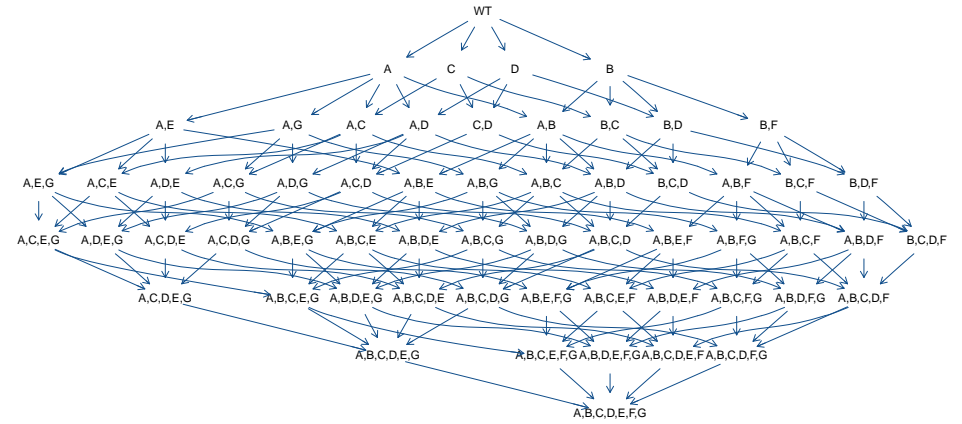 WT
A C D B
A,E A,G A,C A,D C,D A,B B,C B,D B,F
A,E,G A,C,E A,D,E A,C,G A,D,G A,C,D A,B,E A,B,G A,B,C A,B,D B,C,D A,B,F B,C,F B,D,F
A,C,E,G A,D,E,G A,C,D,E A,C,D,G A,B,E,G A,B,C,E A,B,D,E A,B,C,G A,B,D,G A,B,C,D A,B,E,F A,B,F,G A,B,C,F A,B,D,F B,C,D,F
A,C,D,E,G A,B,C,E,G A,B,D,E,G A,B,C,D,E A,B,C,D,G A,B,E,F,G A,B,C,E,F A,B,D,E,F A,B,C,F,G A,B,D,F,G A,B,C,D,F
A,B,C,D,E,G A,B,C,E,F,G A,B,D,E,F,G A,B,C,D,E,F A,B,C,D,F,G
A,B,C,D,E,F,G